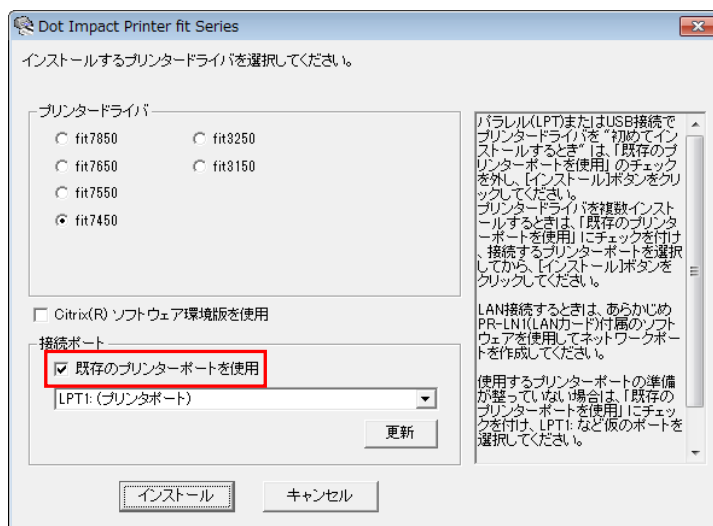 Dot Impact Printer fit Series
インストールするプリンタードライバを選択してください。
プリンタードライバ
fit7850
fit3250
fit7650
fit3150
fit7550
fit7450
Citrix(R) ソフトウェア環境版を使用
接続ポート
既存のプリンターポートを使用
LPT1: (プリンタポート)
更新
インストール
キャンセル
パラレル(LPT)またはUSB接続で
プリンタードライバを"初めてイン
ストールするとき"は、「既存のプ
リンターポートを使用」のチェック
を外し、[インストール]ボタンをクリ
ックしてください。
プリンタードライバを複数インスト
ールするときは、「既存のプリンタ
ーポートを使用」にチェックを付け
、接続するプリンターポートを選択
してから、[インストール]ボタンを
クリックしてください。
LAN接続するときは、あらかじめ
PR-LN1(LANカード)付属のソフト
ウェアを使用してネットワークポー
トを作成してください。
使用するプリンターポートの準備
が整っていない場合は、「既存の
プリンターポートを使用」にチェッ
クを付け、LPT1: など仮のポートを
選択してください。